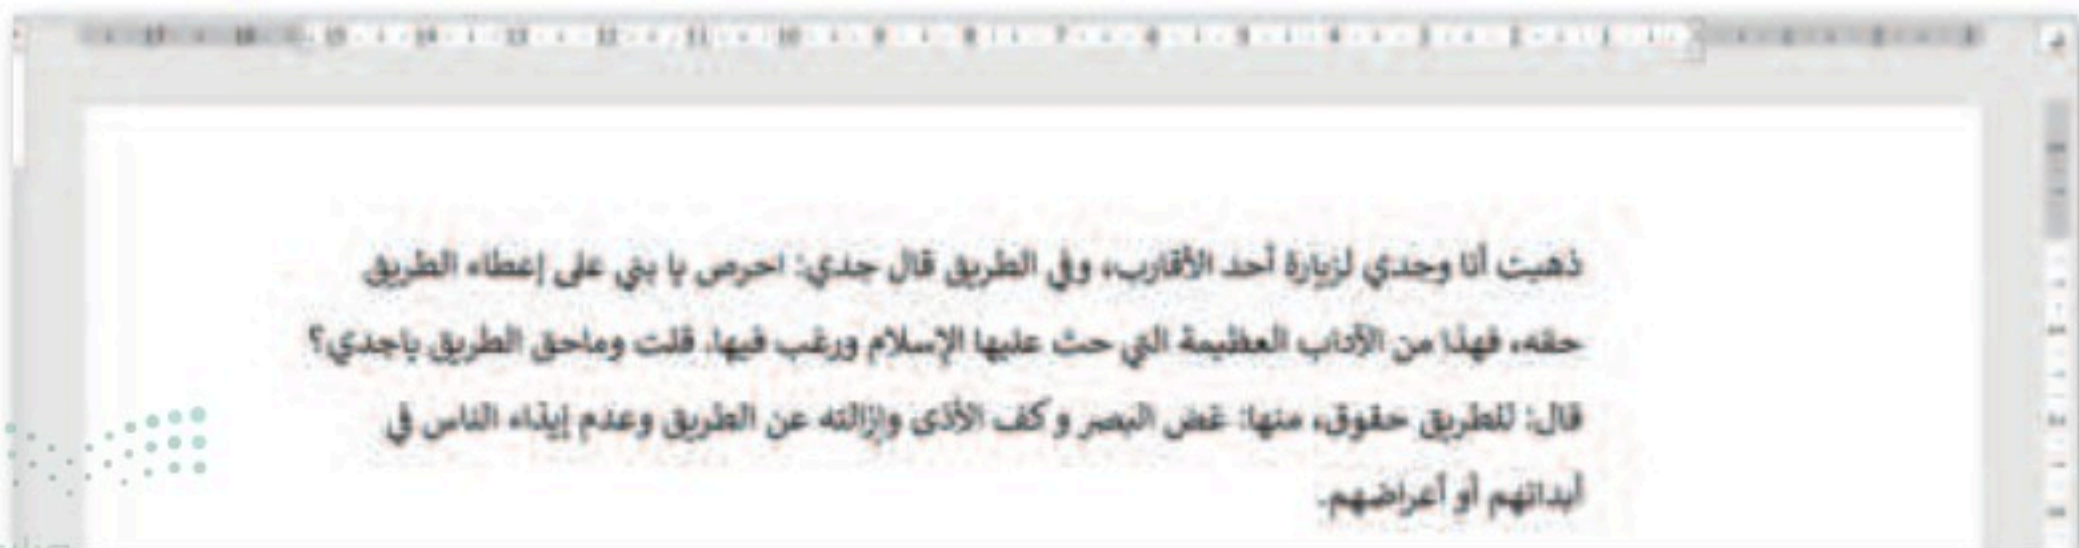 ذهبت أنا وجدي لزيارة أحد الأقارب، وفي الطريق قال جدي: احرص يا بني على إعطاء الطريق
حقه، فهذا من الآداب العظيمة التي حث عليها الإسلام ورغب فيها. قلت وماحق الطريق ياجدي؟
قال: للطريق حقوق، منها: غض البصر و كف الأذى وإزالته عن الطريق وعدم إيذاء الناس في
أبدانهم أو أعراضهم.